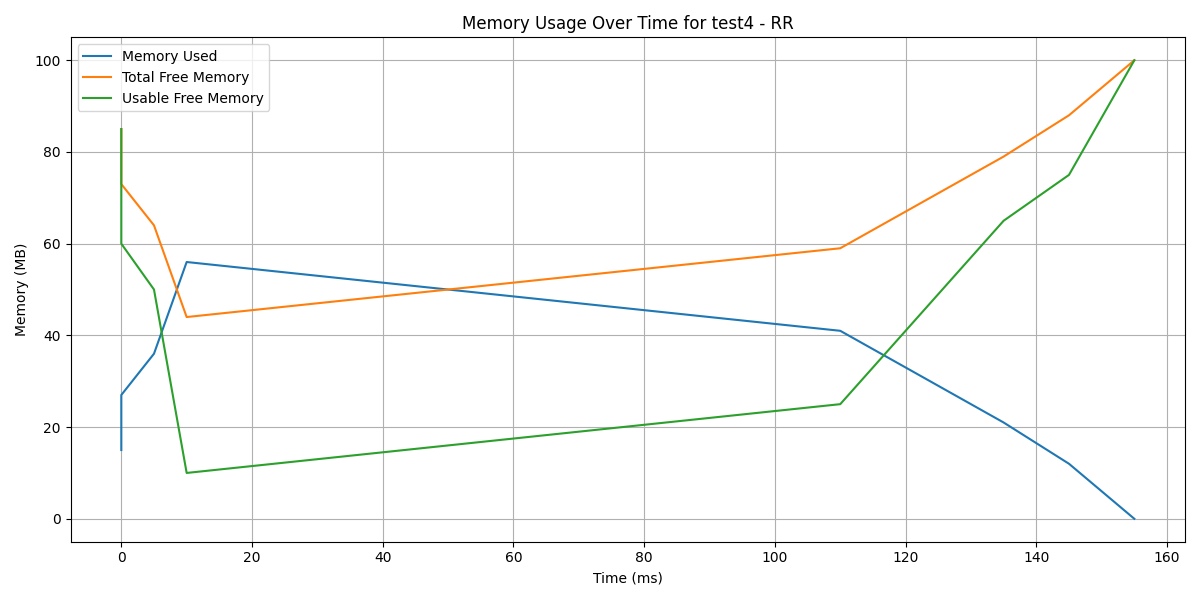 Memory Usage Over Time for test4 - RR
Memory Used
Total Free Memory
Usable Free Memory
Memory (MB)
100
80
60
40
20
0
0 20 40 60 80 100 120 140 160
Time (ms)